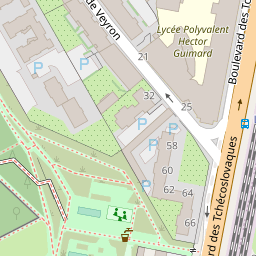 de Veyron
Lycée Polyvalent
Hector
Guimard
Boulevard des Tc
21
32
25
P
P
P
58
60
62
64
66
P
rd des Tchécoslovaques